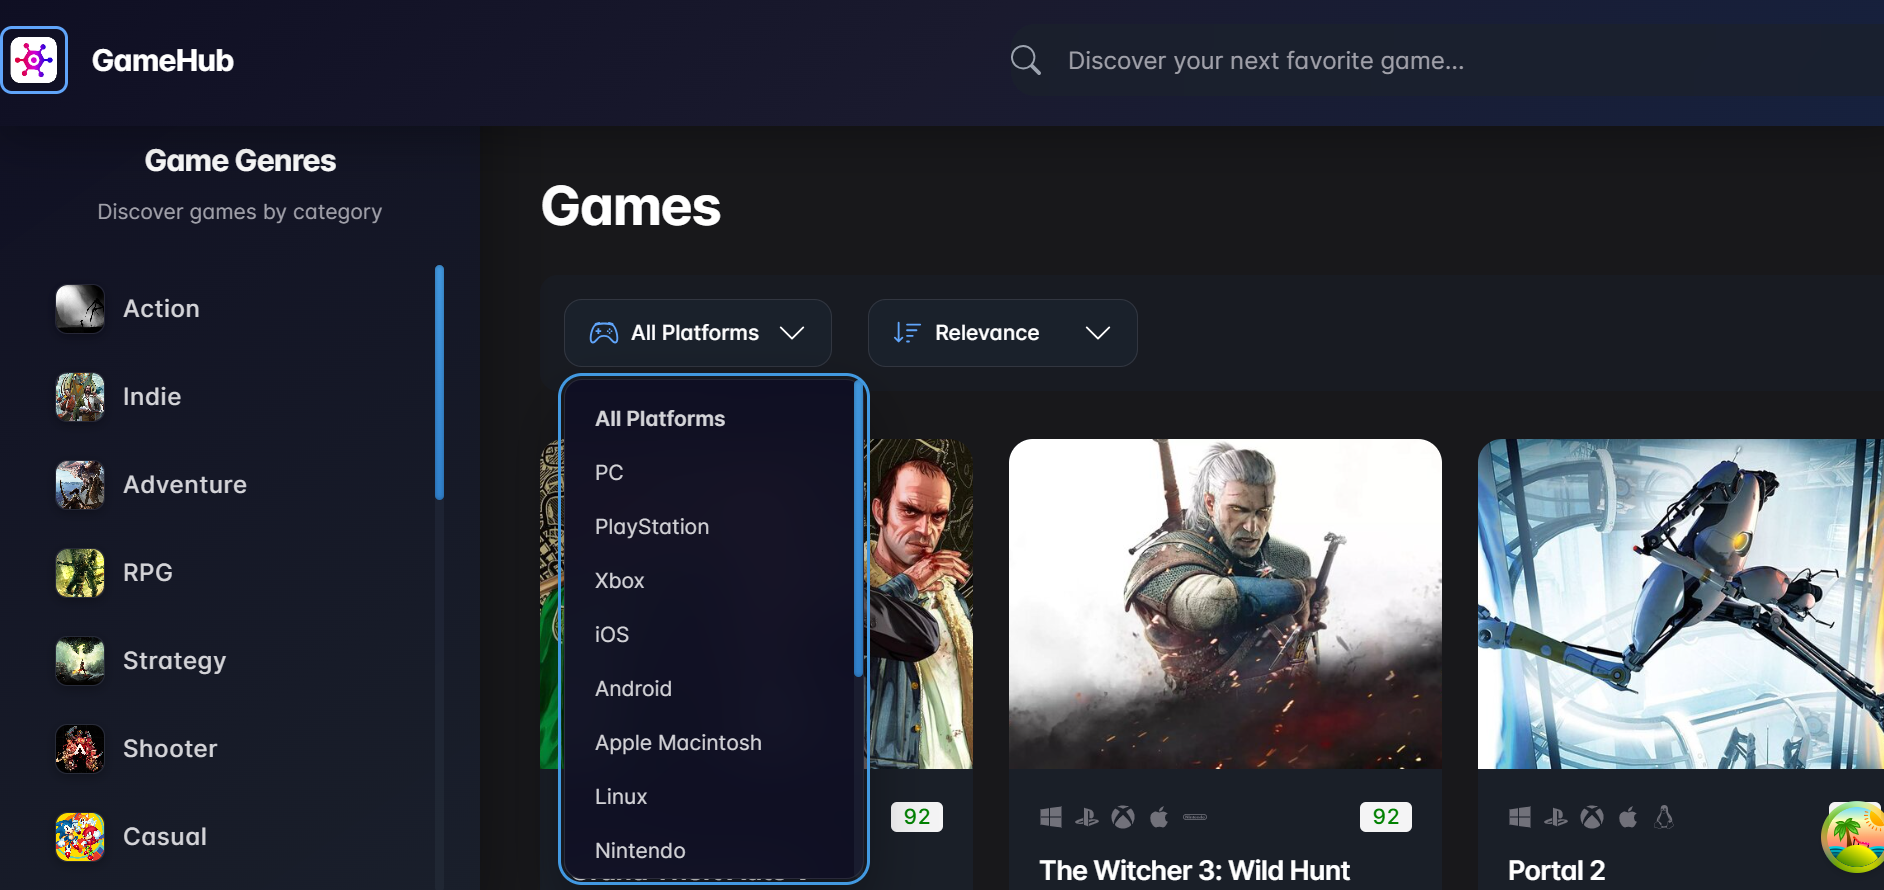 GameHub
Discover your next favorite game...
Game Genres
Discover games by category
Action
Indie
Adventure
RPG
Strategy
Shooter
Casual
Games
All Platforms
Relevance
All Platforms
PC
PlayStation
Xbox
iOS
Android
Apple Macintosh
Linux
Nintendo
92
92
The Witcher 3: Wild Hunt
Portal 2